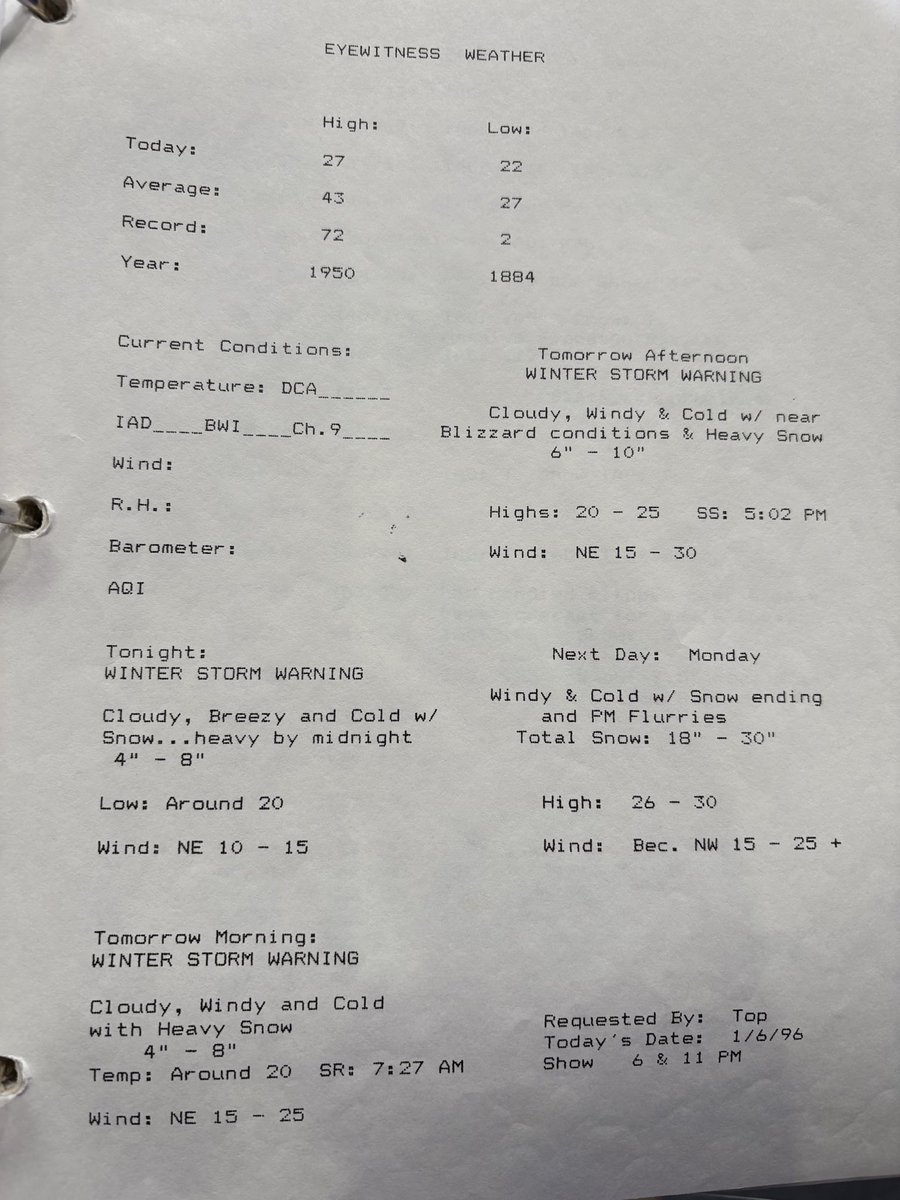 EYEWITNESS WEATHER
High: Low:
Today: 27 22
Average: 43 27
Record: 72 2
Year: 1950 1884
Current Conditions:
Temperature: DCA______
IAD____BWI____Ch.9____
Wind:
R.H.:
Barometer:
AQI
Tomorrow Afternoon
WINTER STORM WARNING
Cloudy, Windy & Cold w/ near
Blizzard conditions & Heavy Snow
6" - 10"
Highs: 20 - 25 SS: 5:02 PM
Wind: NE 15 - 30
Tonight:
WINTER STORM WARNING
Cloudy, Breezy and Cold w/
Snow...heavy by midnight
4" - 8"
Low: Around 20
Wind: NE 10 - 15
Next Day: Monday
Windy & Cold w/ Snow ending
and PM Flurries
Total Snow: 18" - 30"
High: 26 - 30
Wind: Bec. NW 15 - 25 +
Tomorrow Morning:
WINTER STORM WARNING
Cloudy, Windy and Cold
with Heavy Snow
4" - 8"
Temp: Around 20 SR: 7:27 AM
Wind: NE 15 - 25
Requested By: Top
Today's Date: 1/6/96
Show 6 & 11 PM